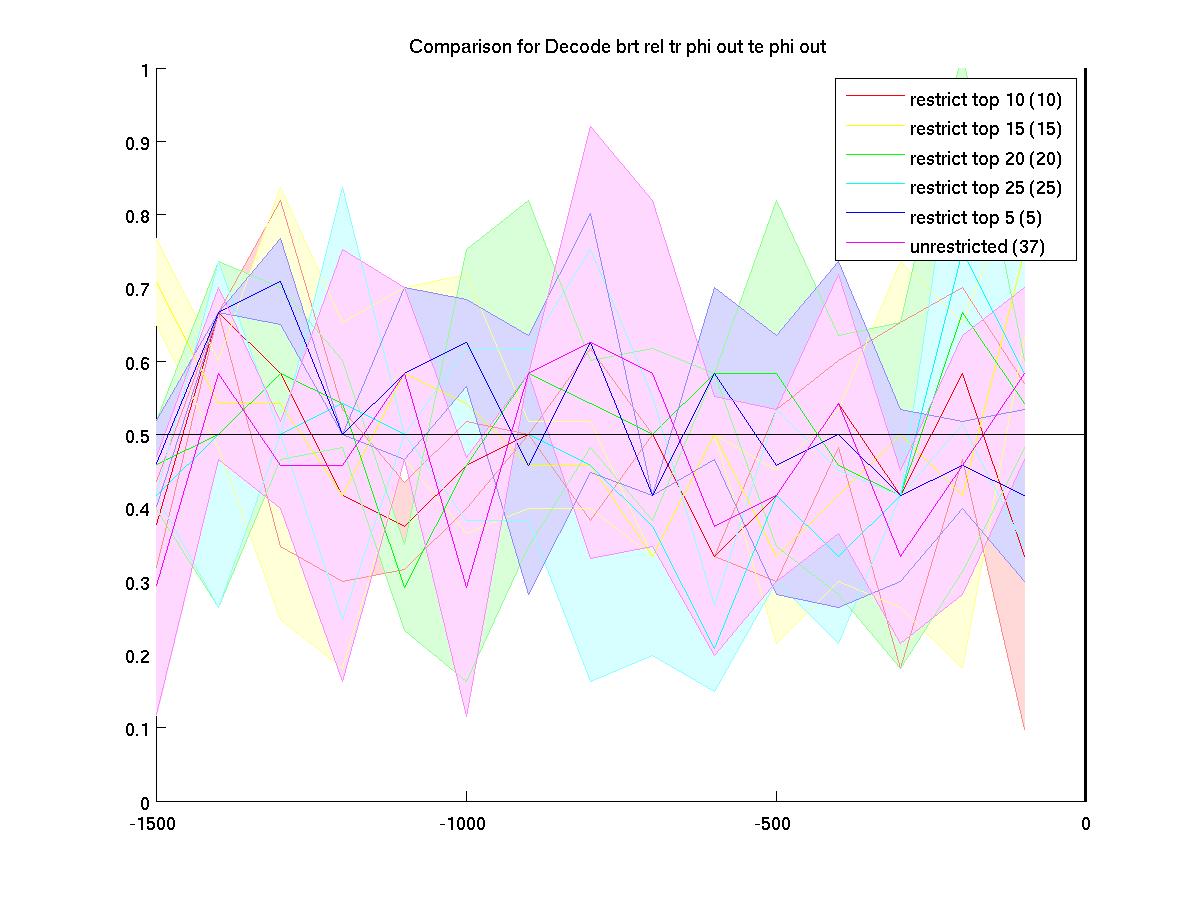 Comparison for Decode brt rel tr phi out te phi out
1
0.9
0.8
0.7
0.6
0.5
0.4
0.3
0.2
0.1
0
-1500
-1000
-500
0
restrict top 10 (10)
restrict top 15 (15)
restrict top 20 (20)
restrict top 25 (25)
restrict top 5 (5)
unrestricted (37)